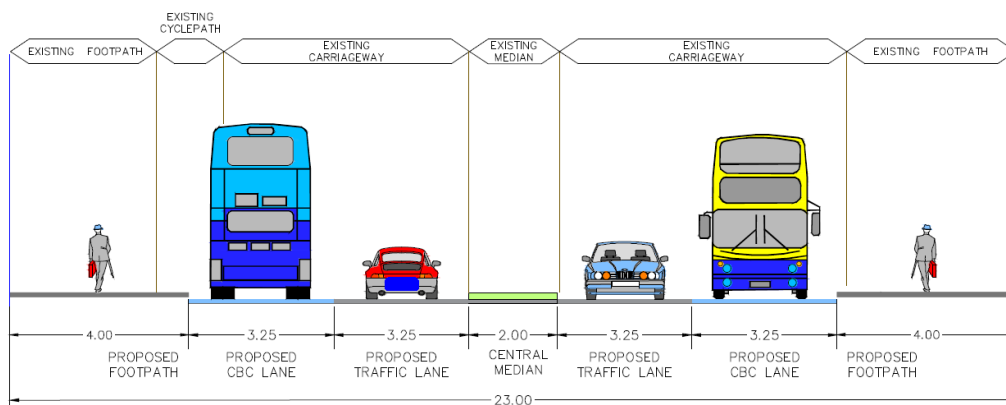 EXISTING
CYCLEPATH
EXISTING FOOTPATH
EXISTING
CARRIAGEWAY
EXISTING
MEDIAN
EXISTING
CARRIAGEWAY
EXISTING FOOTPATH
4.00
3.25
3.25
2.00
3.25
3.25
4.00
PROPOSED
FOOTPATH
PROPOSED
CBC LANE
PROPOSED
TRAFFIC LANE
CENTRAL
MEDIAN
PROPOSED
TRAFFIC LANE
PROPOSED
CBC LANE
PROPOSED
FOOTPATH
23.00